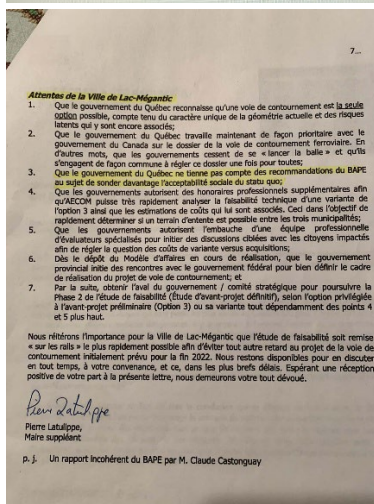 7...
Attentes de la Ville de Lac-Mégantic
1. Que le gouvernement du Québec reconnaisse qu'une voie de contournement est la seule
option possible, compte tenu du caractère unique de la géométrie actuelle et des risques
latents qui y sont encore associés;
2. Que le gouvernement du Québec travaille maintenant de façon prioritaire avec le
gouvernement du Canada sur le dossier de la voie de contournement ferroviaire. En
d'autres mots, que les gouvernements cessent de se « lancer la balle » et qu'ils
s'engagent de façon commune à régler ce dossier une fois pour toutes;
3. Que le gouvernement du Québec ne tienne pas compte des recommandations du BAPE
au sujet de sonder davantage l'acceptabilité sociale du statu quo;
4. Que les gouvernements autorisent des honoraires professionnels supplémentaires afin
qu'AECOM puisse très rapidement analyser la faisabilité technique d'une variante de
l'option 3 ainsi que les estimations de coûts qui lui sont associés. Ceci dans l'objectif de
rapidement déterminer si un terrain d'entente est possible entre les trois municipalités;
5. Que les gouvernements autorisent l'embauche d'une équipe professionnelle
d'évaluateurs spécialisés pour initier des discussions ciblées avec les citoyens impactés
afin de régler la question des coûts de variante versus acquisitions;
6. Dès le dépôt du Modèle d'affaires en cours de réalisation, que le gouvernement
provincial initie des rencontres avec le gouvernement fédéral pour bien définir le cadre
de réalisation du projet de voie de contournement; et
7. Par la suite, obtenir l'aval du gouvernement / comité stratégique pour poursuivre la
Phase 2 de l'étude de faisabilité (Étude d'avant-projet définitif), selon l'option privilégiée
à l'avant-projet préliminaire (Option 3) ou sa variante tout dépendamment des points 4
et 5 plus haut.
Nous réitérons l'importance pour la Ville de Lac-Mégantic que l'étude de faisabilité soit remise
« sur les rails » le plus rapidement possible afin d'éviter tout autre retard au projet de la voie de
contournement initialement prévu pour la fin 2022. Nous restons disponibles pour en discuter
en tout temps, à votre convenance, et ce, dans les plus brefs délais. Espérant une réception
positive de votre part à la présente lettre, nous demeurons votre tout dévoué.
Pierre Latulippe
Pierre Latulippe,
Maire suppléant
p. j. Un rapport incohérent du BAPE par M. Claude Castonguay